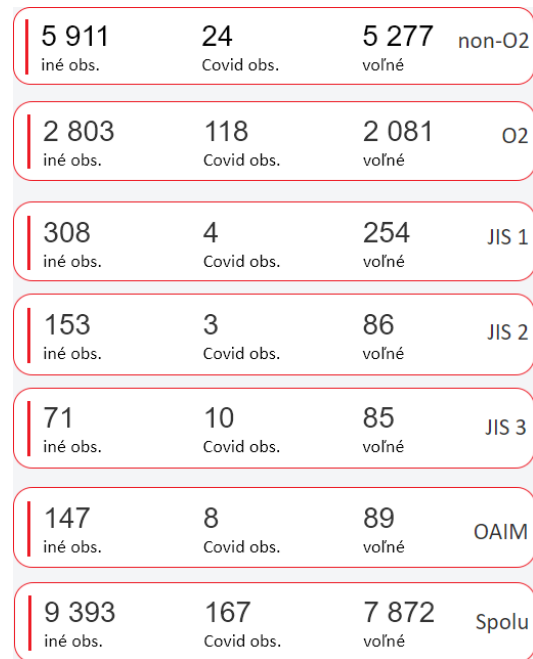 5 911 24 5 277 non-O2
iné obs. Covid obs. voľné
2 803 118 2 081 O2
iné obs. Covid obs. voľné
308 4 254 JIS 1
iné obs. Covid obs. voľné
153 3 86 JIS 2
iné obs. Covid obs. voľné
71 10 85 JIS 3
iné obs. Covid obs. voľné
147 8 89 OAIM
iné obs. Covid obs. voľné
9 393 167 7 872 Spolu
iné obs. Covid obs. voľné